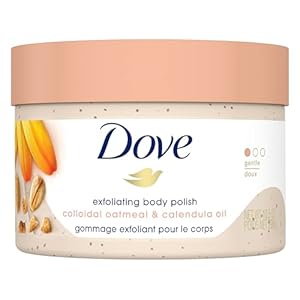 Dove
exfoliating body polish
colloidal oatmeal & calendula oil
gommage exfoliant pour le corps
gentle
doux